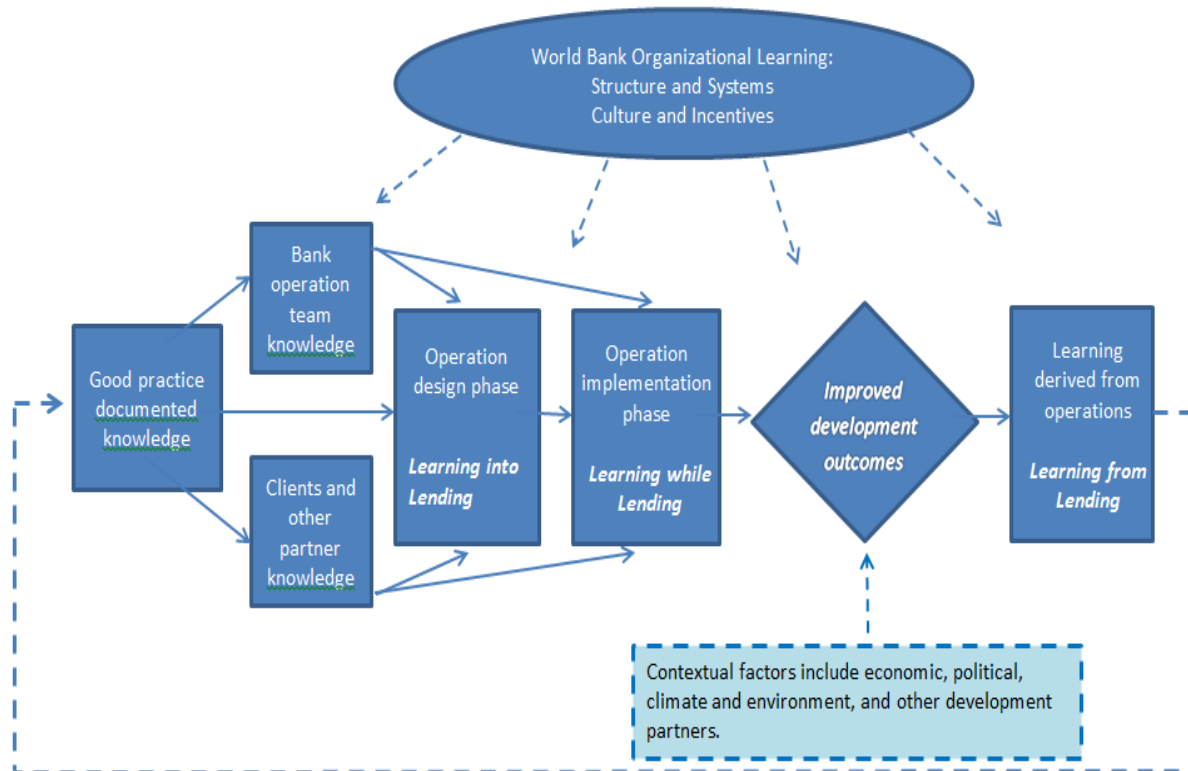 World Bank Organizational Learning:
Structure and Systems
Culture and Incentives
Bank
operation
team
knowledge
Good practice
documented
knowledge
Clients and
other
partner
knowledge
Operation
design phase
Learning into
Lending
Operation
implementation
phase
Learning while
Lending
Improved
development
outcomes
Learning
derived from
operations
Learning from
Lending
Contextual factors include economic, political,
climate and environment, and other development
partners.